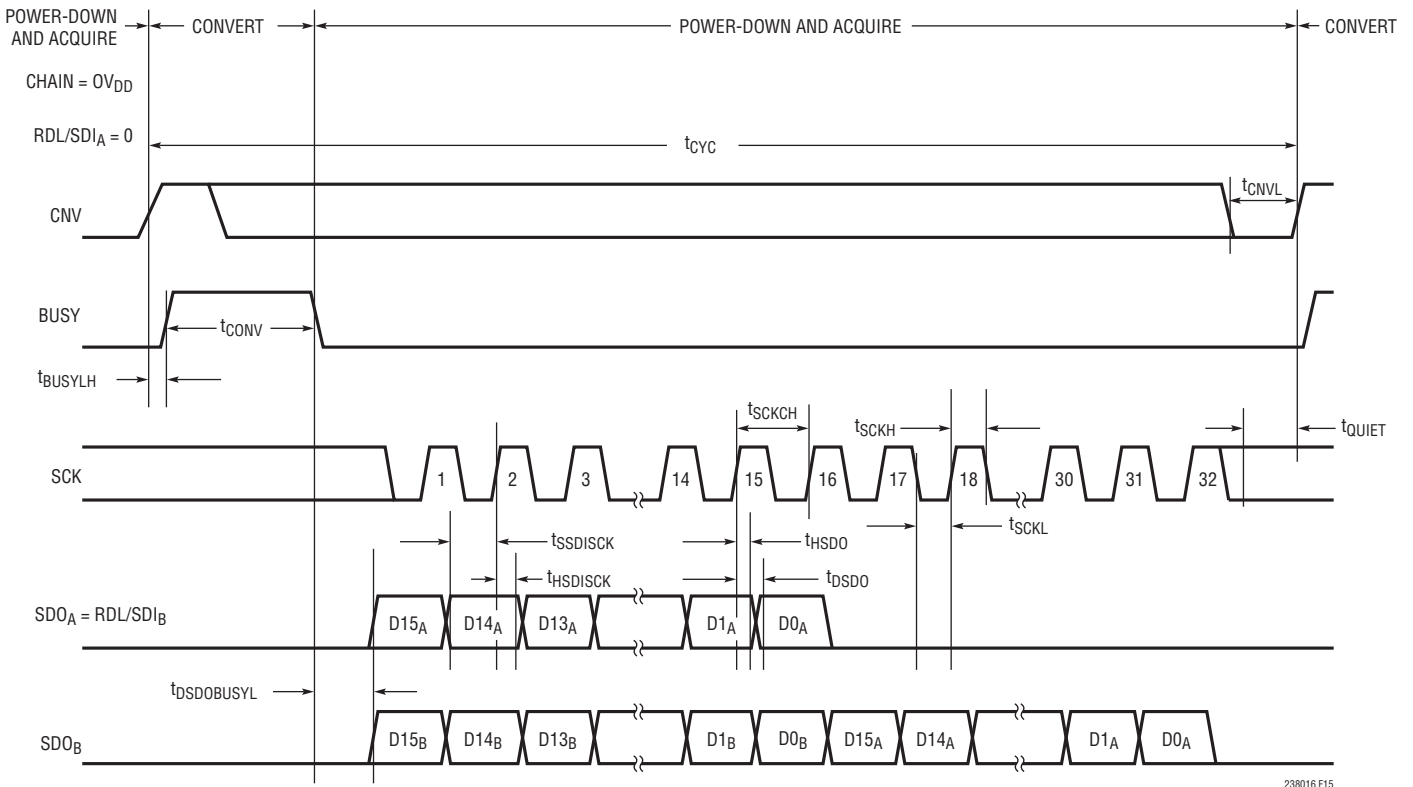 POWER-DOWN AND ACQUIRE
CONVERT
POWER-DOWN AND ACQUIRE
CONVERT
CHAIN = OVDD
RDL/SDIA = 0
tCYC
CNV
tCNVL
BUSY
tCONV
tBUSYLH
tSCKCH
tSCKH
tQUIET
SCK
1 2 3 14 15 16 17 18 30 31 32
tSSDISCK
tHSDO
tSCKL
tHSDISCK
tDSDO
SDOA = RDL/SDIB
D15A D14A D13A D1A D0A
tDSDOBUSYL
SDOB
D15B D14B D13B D1B D0B D15A D14A D1A D0A
238016 F15